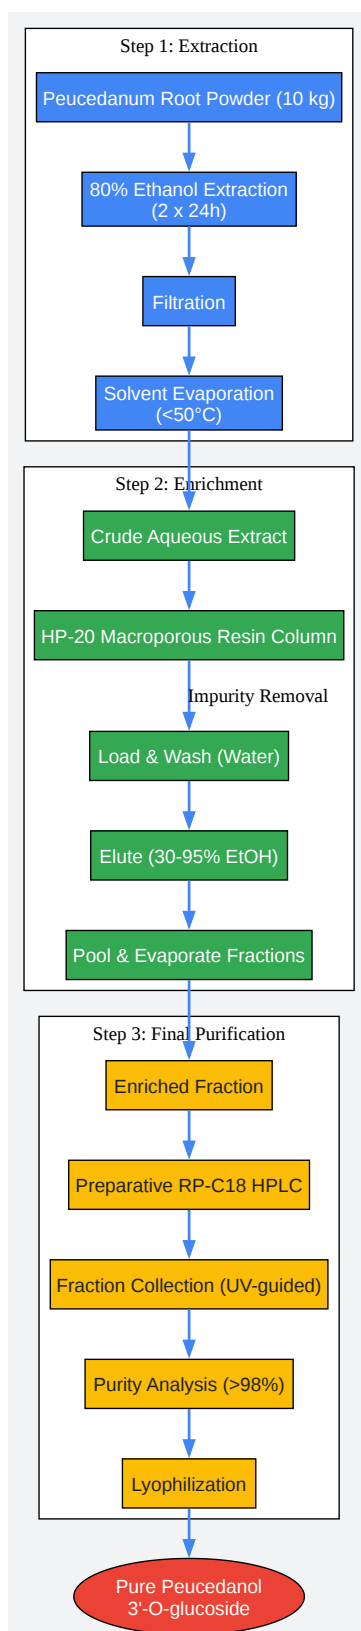 Step 1: Extraction
Peucedanum Root Powder (10 kg)
80% Ethanol Extraction
(2 x 24h)
Filtration
Solvent Evaporation
(<50°C)
Step 2: Enrichment
Crude Aqueous Extract
HP-20 Macroporous Resin Column
Impurity Removal
Load & Wash (Water)
Elute (30-95% EtOH)
Pool & Evaporate Fractions
Step 3: Final Purification
Enriched Fraction
Preparative RP-C18 HPLC
Fraction Collection (UV-guided)
Purity Analysis (>98%)
Lyophilization
Pure Peucedanol
3'-O-glucoside